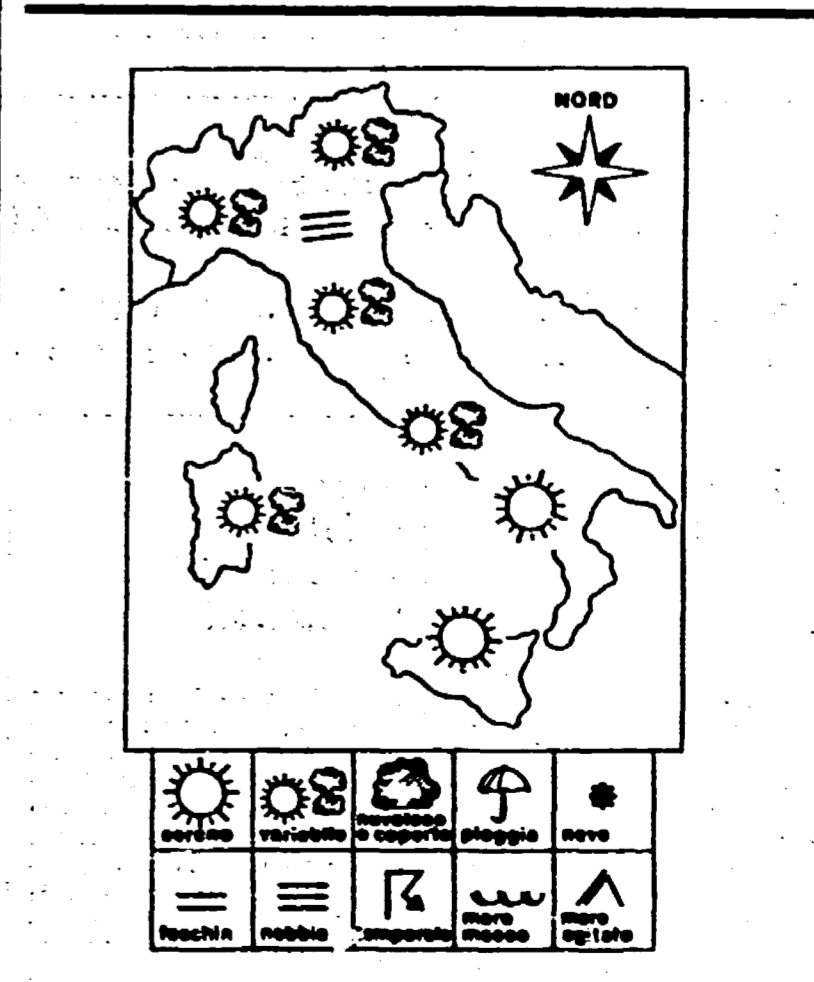 NORD
sereno
variabile
nuvoloso
o coperto
pioggia
neve
foschia
nebbia
temporale
mare
mosso
mare
agitato